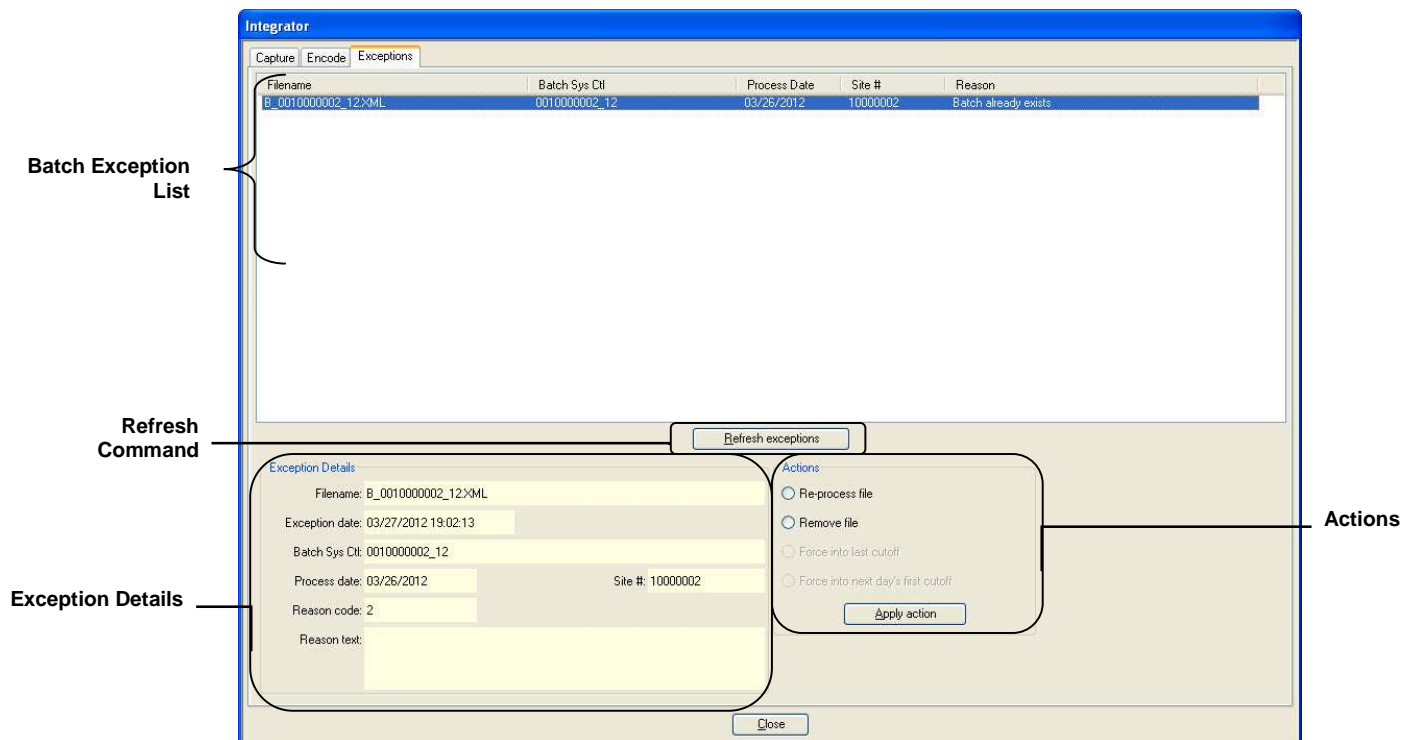 Integrator
Capture Encode Exceptions
Filename Batch Sys Ctl Process Date Site # Reason
B_0010000002_12.XML 0010000002_12 03/26/2012 10000002 Batch already exists
Batch Exception
List
Refresh
Command
Refresh exceptions
Exception Details
Filename: B_0010000002_12.XML
Exception date: 03/27/2012 19:02:13
Batch Sys Ctl: 0010000002_12
Process date: 03/26/2012 Site #: 10000002
Reason code: 2
Reason text:
Actions
Re-process file
Remove file
Force into last cutoff
Force into next day's first cutoff
Apply action
Actions
Exception Details
Close